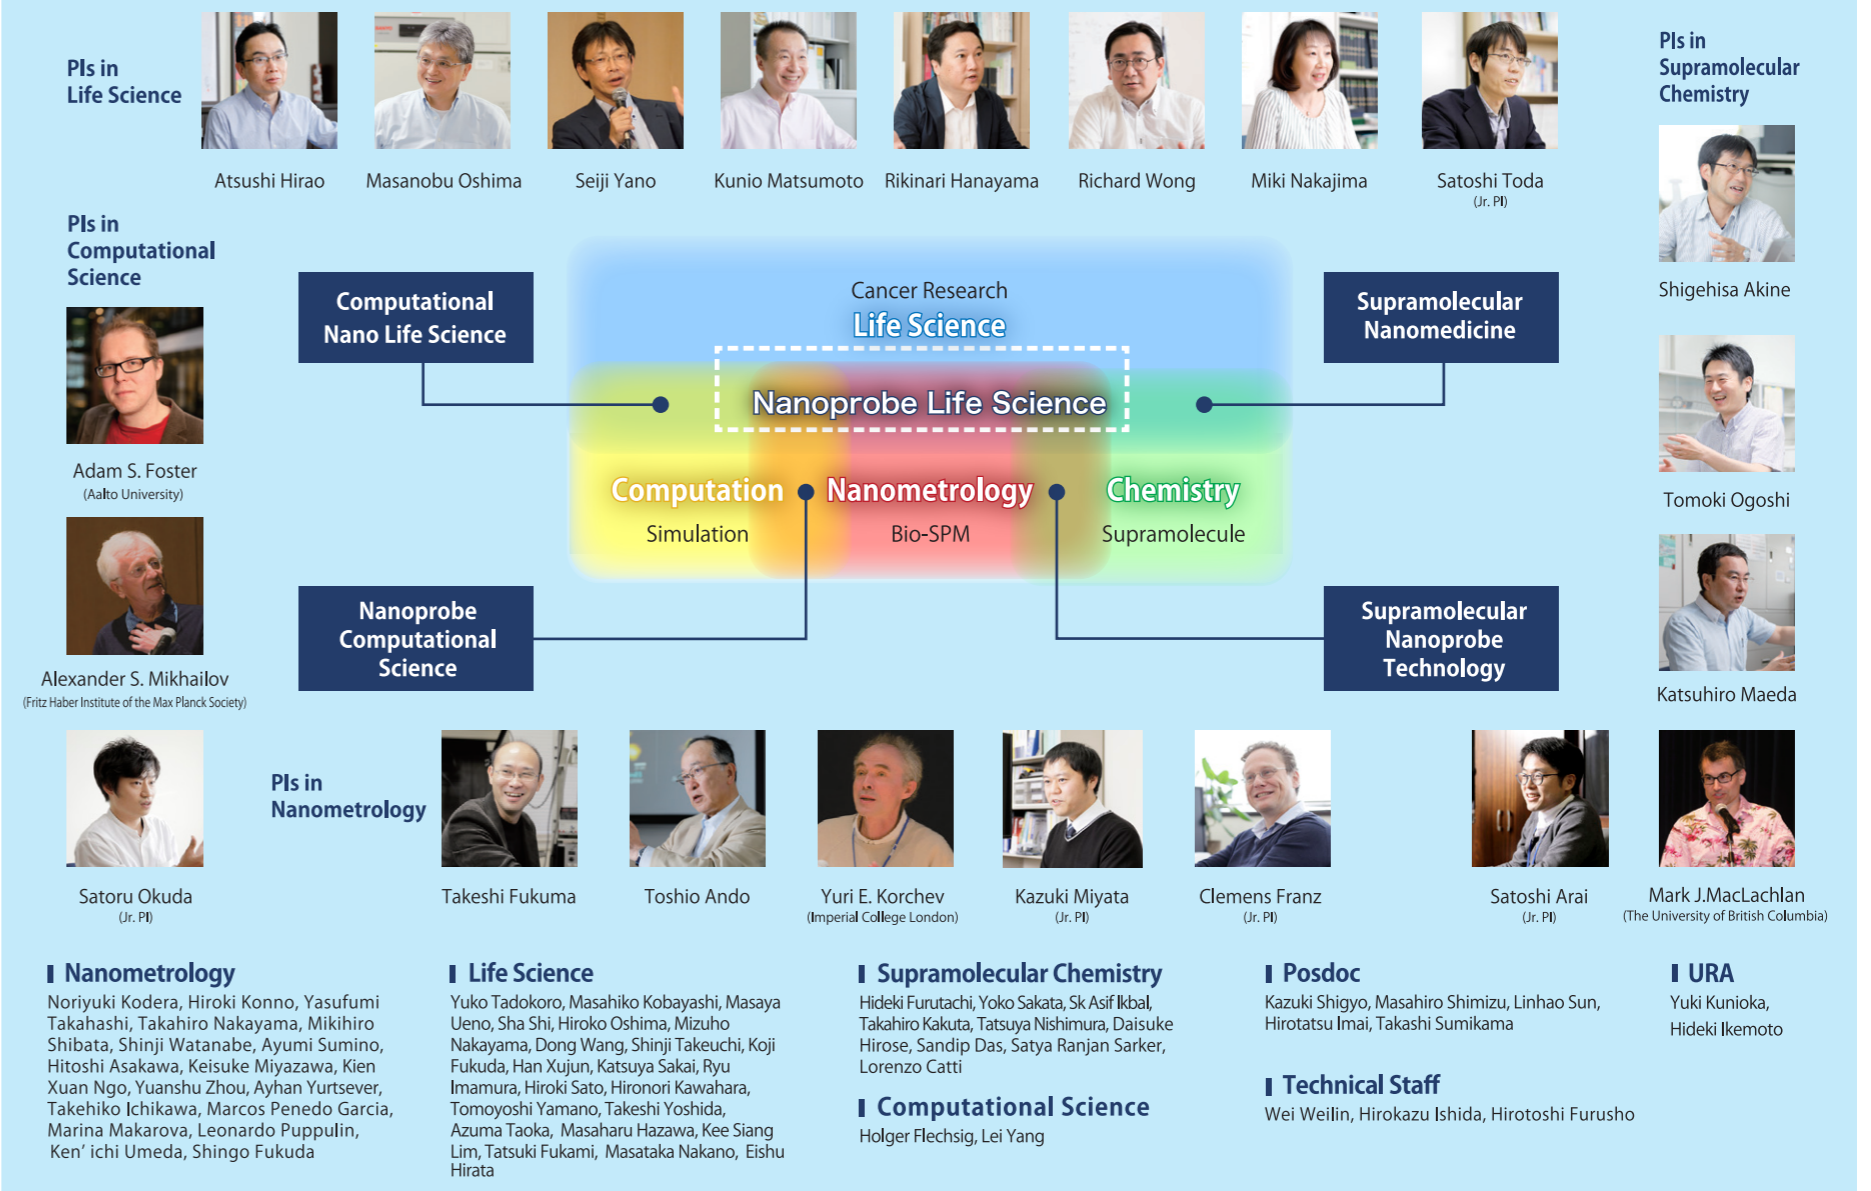 PIs in
Life Science
Atsushi Hirao
Masanobu Oshima
Seiji Yano
Kunio Matsumoto
Rikinari Hanayama
Richard Wong
Miki Nakajima
Satoshi Toda
(Jr. PI)
PIs in
Supramolecular
Chemistry
Shigehisa Akine
Tomoki Ogoshi
Katsuhiro Maeda
Mark J.MacLachlan
(The University of British Columbia)
Satoshi Arai
(Jr. PI)
PIs in
Computational
Science
Adam S. Foster
(Aalto University)
Alexander S. Mikhailov
(Fritz Haber Institute of the Max Planck Society)
Satoru Okuda
(Jr. PI)
Computational
Nano Life Science
Cancer Research
Life Science
Supramolecular
Nanomedicine
Nanoprobe Life Science
Computation
Simulation
Nanometrology
Bio-SPM
Chemistry
Supramolecule
Nanoprobe
Computational
Science
Supramolecular
Nanoprobe
Technology
PIs in
Nanometrology
Takeshi Fukuma
Toshio Ando
Yuri E. Korchev
(Imperial College London)
Kazuki Miyata
(Jr. PI)
Clemens Franz
(Jr. PI)
Nanometrology
Noriyuki Kodera, Hiroki Konno, Yasufumi
Takahashi, Takahiro Nakayama, Mikihiro
Shibata, Shinji Watanabe, Ayumi Sumino,
Hitoshi Asakawa, Keisuke Miyazawa, Kien
Xuan Ngo, Yuanshu Zhou, Ayhan Yurtsever,
Takehiko Ichikawa, Marcos Penedo Garcia,
Marina Makarova, Leonardo Puppulin,
Ken’ ichi Umeda, Shingo Fukuda
Life Science
Yuko Tadokoro, Masahiko Kobayashi, Masaya
Ueno, Sha Shi, Hiroko Oshima, Mizuho
Nakayama, Dong Wang, Shinji Takeuchi, Koji
Fukuda, Han Xujun, Katsuya Sakai, Ryu
Imamura, Hiroki Sato, Hironori Kawahara,
Tomoyoshi Yamano, Takeshi Yoshida,
Azuma Taoka, Masaharu Hazawa, Kee Siang
Lim, Tatsuki Fukami, Masataka Nakano, Eishu
Hirata
Supramolecular Chemistry
Hideki Furutachi, Yoko Sakata, Sk Asif Ikbal,
Takahiro Kakuta, Tatsuya Nishimura, Daisuke
Hirose, Sandip Das, Satya Ranjan Sarker,
Lorenzo Catti
Computational Science
Holger Flechsig, Lei Yang
Posdoc
Kazuki Shigyo, Masahiro Shimizu, Linhao Sun,
Hirotatsu Imai, Takashi Sumikama
Technical Staff
Wei Weilin, Hirokazu Ishida, Hirotoshi Furusho
URA
Yuki Kunioka,
Hideki Ikemoto